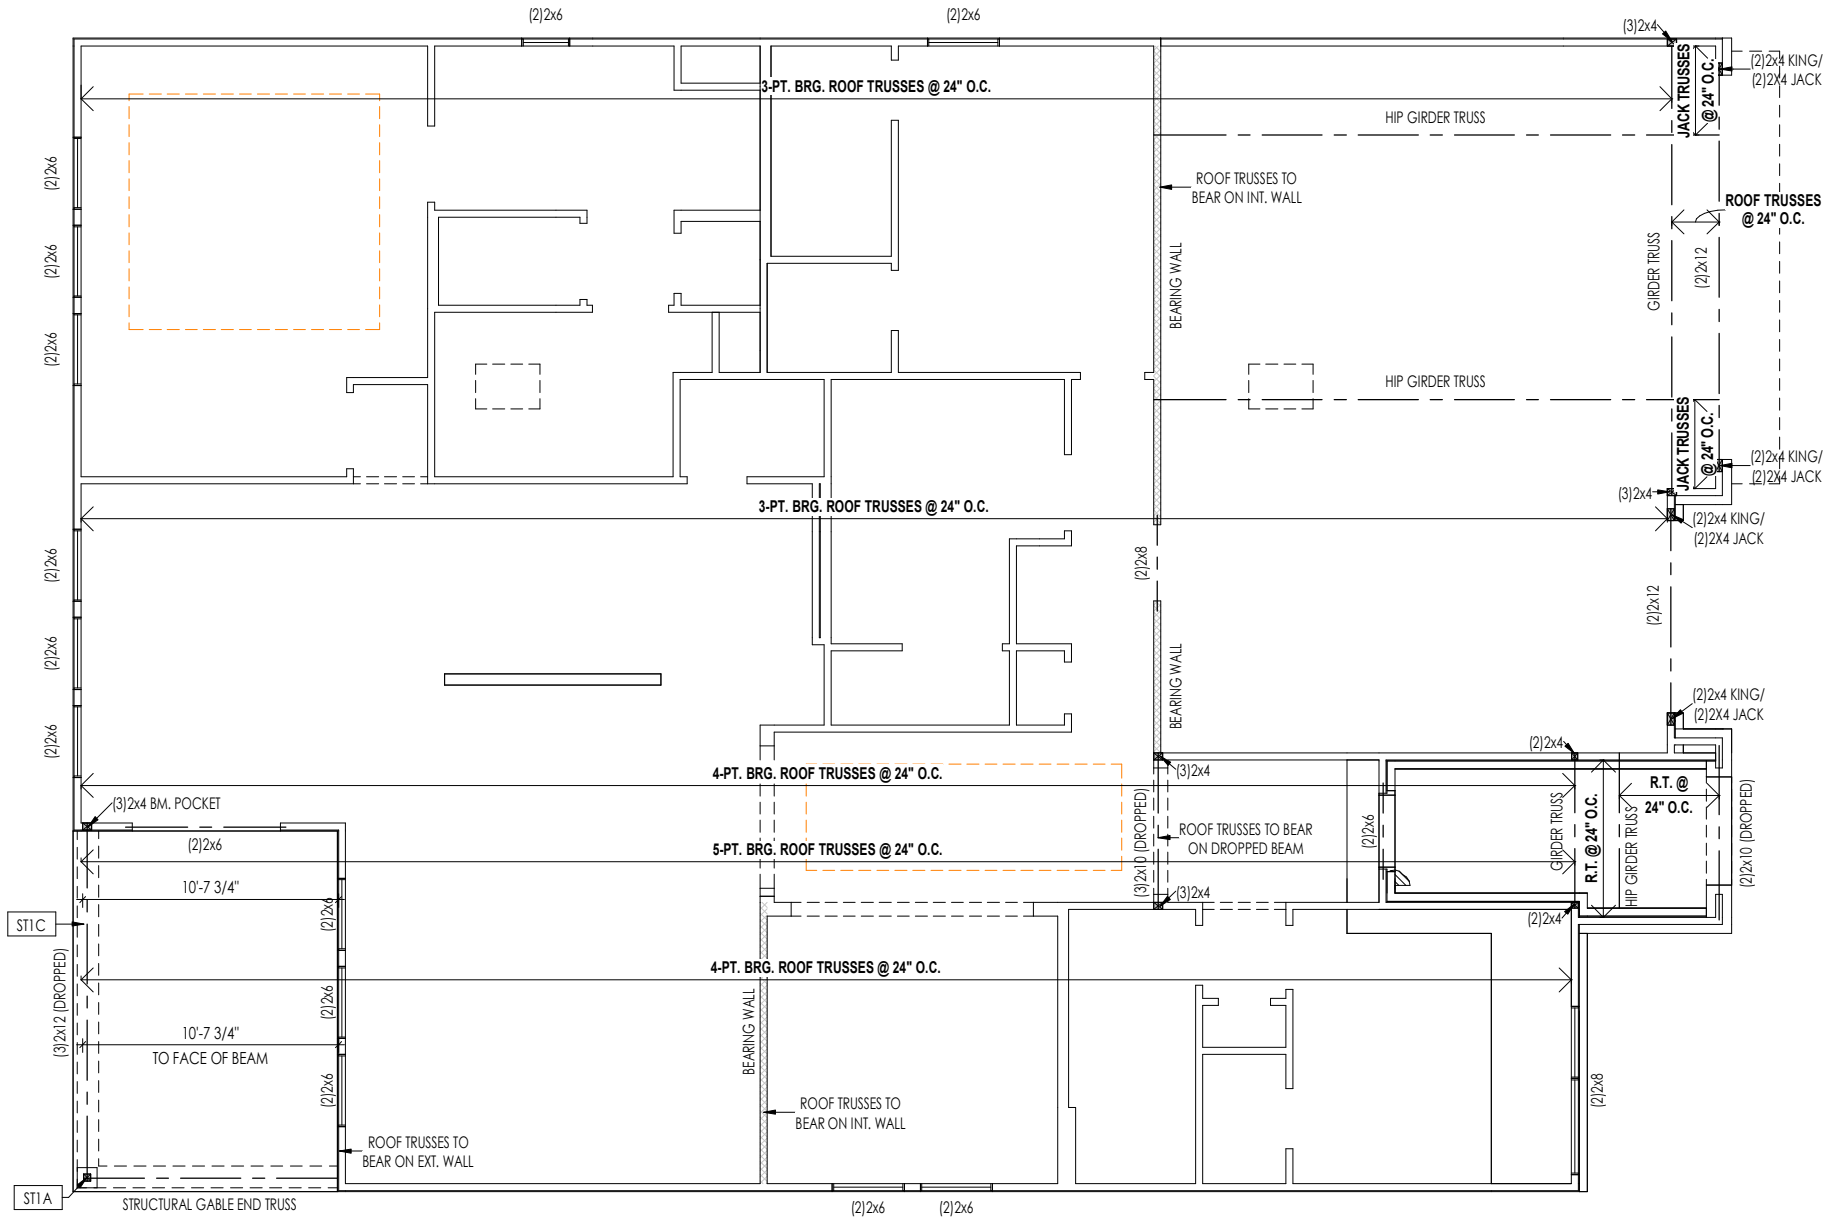 (2)2x6
(2)2x6
(3)2x4
(2)2x4 KING/
(2)2X4 JACK
3-PT. BRG. ROOF TRUSSES @ 24" O.C.
JACK TRUSSES
@ 24" O.C.
HIP GIRDER TRUSS
(2)2x6
ROOF TRUSSES TO
BEAR ON INT. WALL
ROOF TRUSSES
@ 24" O.C.
(2)2x6
BEARING WALL
GIRDER TRUSS
(2)2x12
(2)2x6
HIP GIRDER TRUSS
JACK TRUSSES
@ 24" O.C.
(2)2x4 KING/
(2)2X4 JACK
(3)2x4
3-PT. BRG. ROOF TRUSSES @ 24" O.C.
(2)2x4 KING/
(2)2X4 JACK
(2)2x6
(2)2x8
(2)2x12
(2)2x6
BEARING WALL
(2)2x4 KING/
(2)2X4 JACK
(2)2x6
(2)2x4
4-PT. BRG. ROOF TRUSSES @ 24" O.C.
(3)2x4
R.T. @
24" O.C.
(3)2x4 BM. POCKET
(3)2x10 (DROPPED)
ROOF TRUSSES TO BEAR
ON DROPPED BEAM
(2)2x6
GIRDER TRUSS
R.T. @ 24" O.C.
HIP GIRDER TRUSS
(2)2x10 (DROPPED)
(2)2x6
5-PT. BRG. ROOF TRUSSES @ 24" O.C.
10'-7 3/4"
(3)2x4
(2)2x6
(2)2x4
ST1C
(3)2x12 (DROPPED)
4-PT. BRG. ROOF TRUSSES @ 24" O.C.
(2)2x6
10'-7 3/4"
TO FACE OF BEAM
BEARING WALL
(2)2x6
(2)2x8
ROOF TRUSSES TO
BEAR ON INT. WALL
ROOF TRUSSES TO
BEAR ON EXT. WALL
ST1A
STRUCTURAL GABLE END TRUSS
(2)2x6
(2)2x6